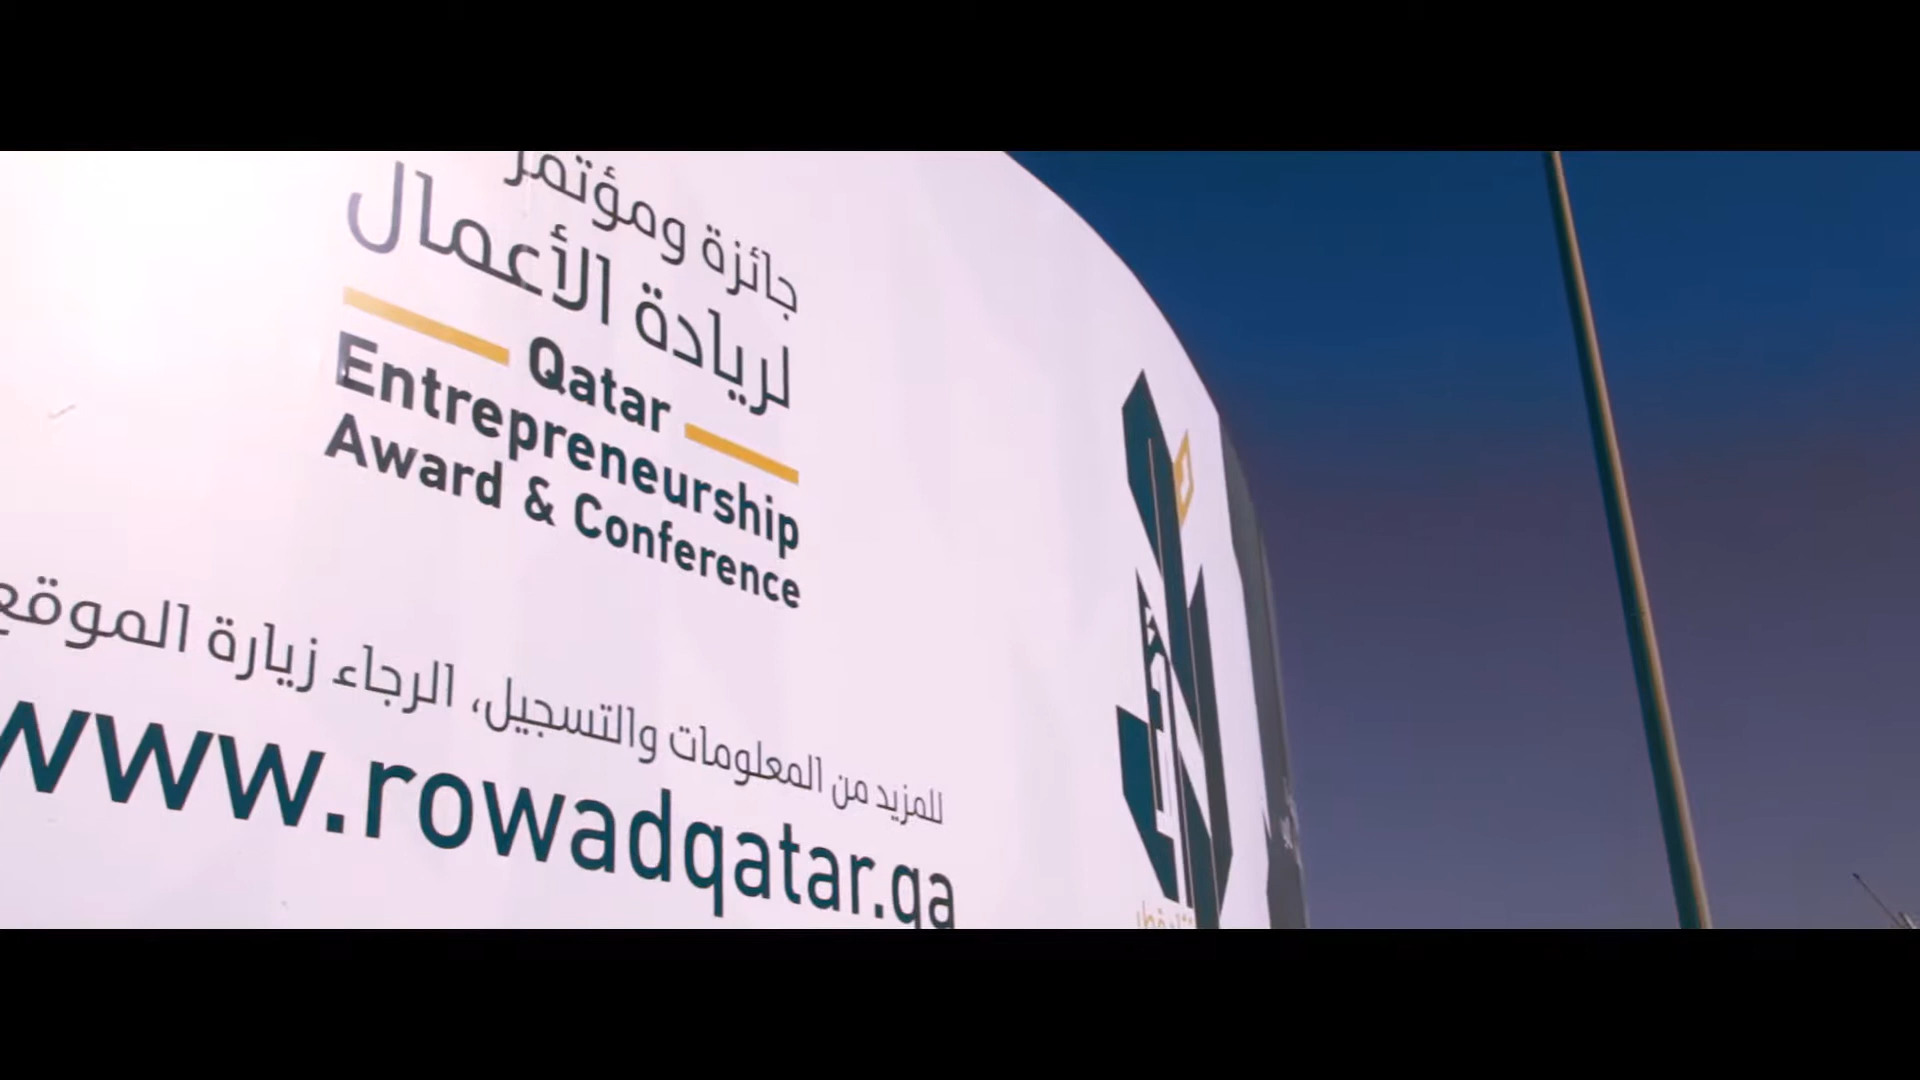 جائزة ومؤتمر
لريادة الأعمال
Qatar
Entrepreneurship
Award & Conference
للمزيد من المعلومات والتسجيل، الرجاء زيارة الموقع
www.rowadqatar.qa